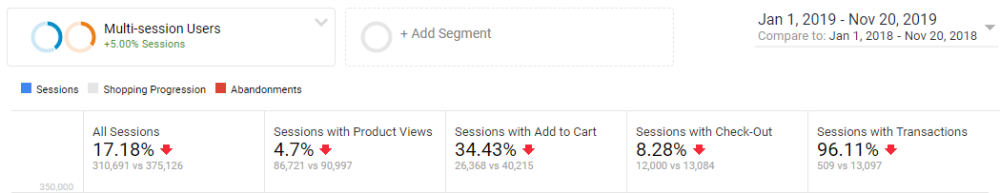 Multi-session Users
+5.00% Sessions
+ Add Segment
Jan 1, 2019 - Nov 20, 2019
Compare to: Jan 1, 2018 - Nov 20, 2018
Sessions Shopping Progression Abandonments
All Sessions Sessions with Product Views Sessions with Add to Cart Sessions with Check-Out Sessions with Transactions
17.18% 4.7% 34.43% 8.28% 96.11%
310,691 vs 375,126 86,721 vs 90,997 26,368 vs 40,215 12,000 vs 13,084 509 vs 13,097
350,000